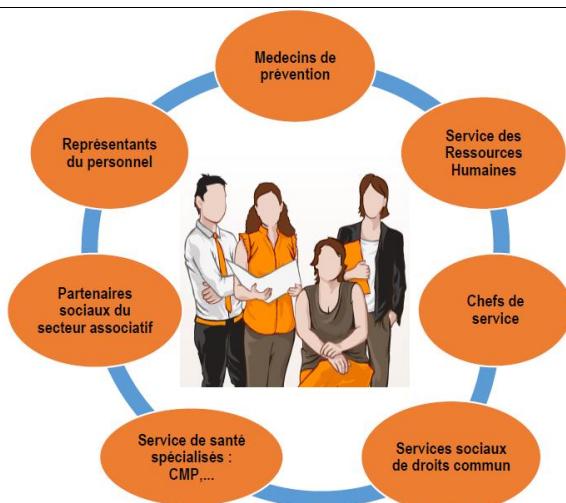 Medecins de
prévention
Service des
Ressources
Humaines
Chefs de
service
Services sociaux
de droits commun
Service de santé
spécialisés :
CMP,...
Partenaires
sociaux du
secteur associatif
Représentants
du personnel